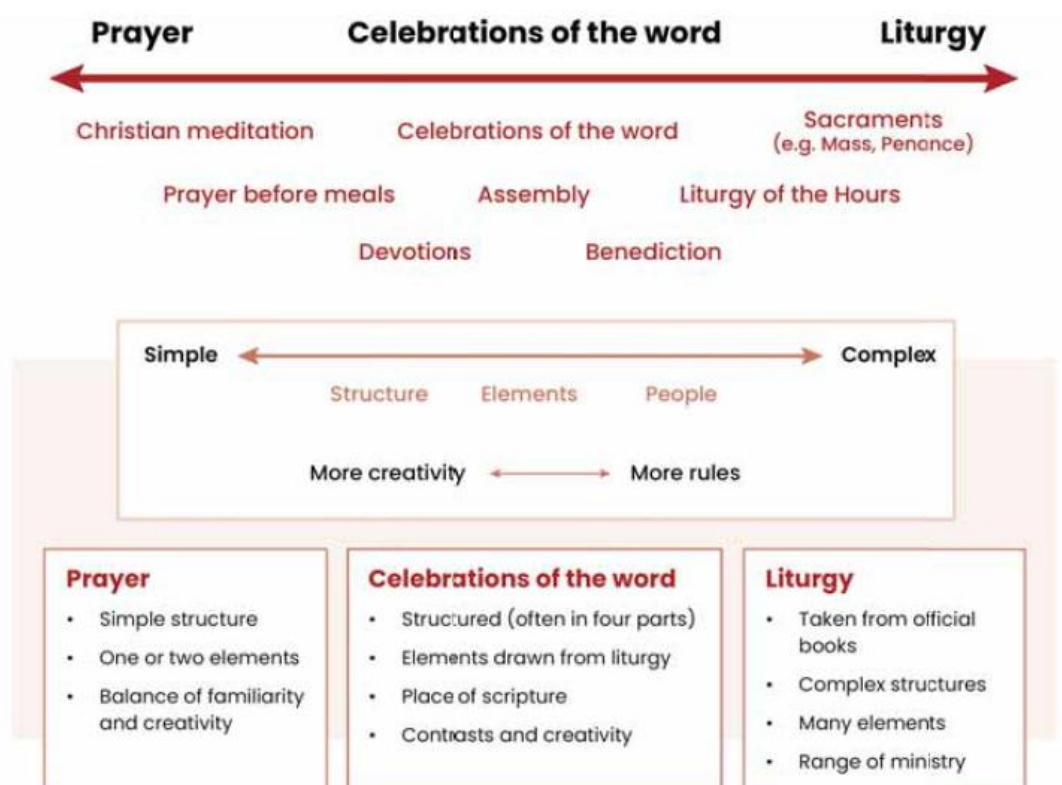 Prayer Celebrations of the word Liturgy
Christian meditation Celebrations of the word Sacraments
(e.g. Mass, Penance)
Prayer before meals Assembly Liturgy of the Hours
Devotions Benediction
Simple Complex
Structure Elements People
More creativity More rules
Prayer
• Simple structure
• One or two elements
• Balance of familiarity
and creativity
Celebrations of the word
• Structured (often in four parts)
• Elements drawn from liturgy
• Place of scripture
• Contrasts and creativity
Liturgy
• Taken from official
books
• Complex structures
• Many elements
• Range of ministry